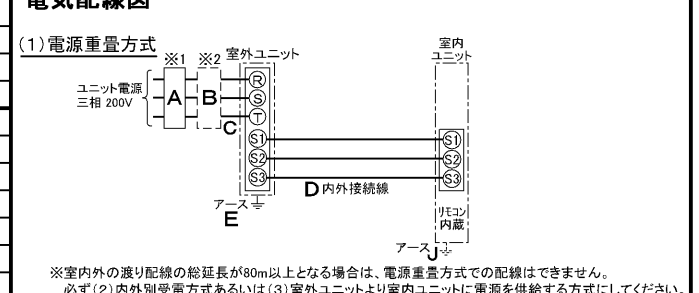 電気配線図
(1)電源重畳方式
※1
※2
室外ユニット
室内
ユニット
ユニット電源
三相 200V
A
B
C
R
S
T
S1
S2
S3
S1
S2
S3
D 内外接続線
アース
E
リモコン
内蔵
アース
J
※室内外の渡り配線の総延長が80m以上となる場合は、電源重畳方式での配線はできません。
必ず(2)内外別受電方式あるいは(3)室外ユニットより室内ユニットに電源を供給する方式にしてください。